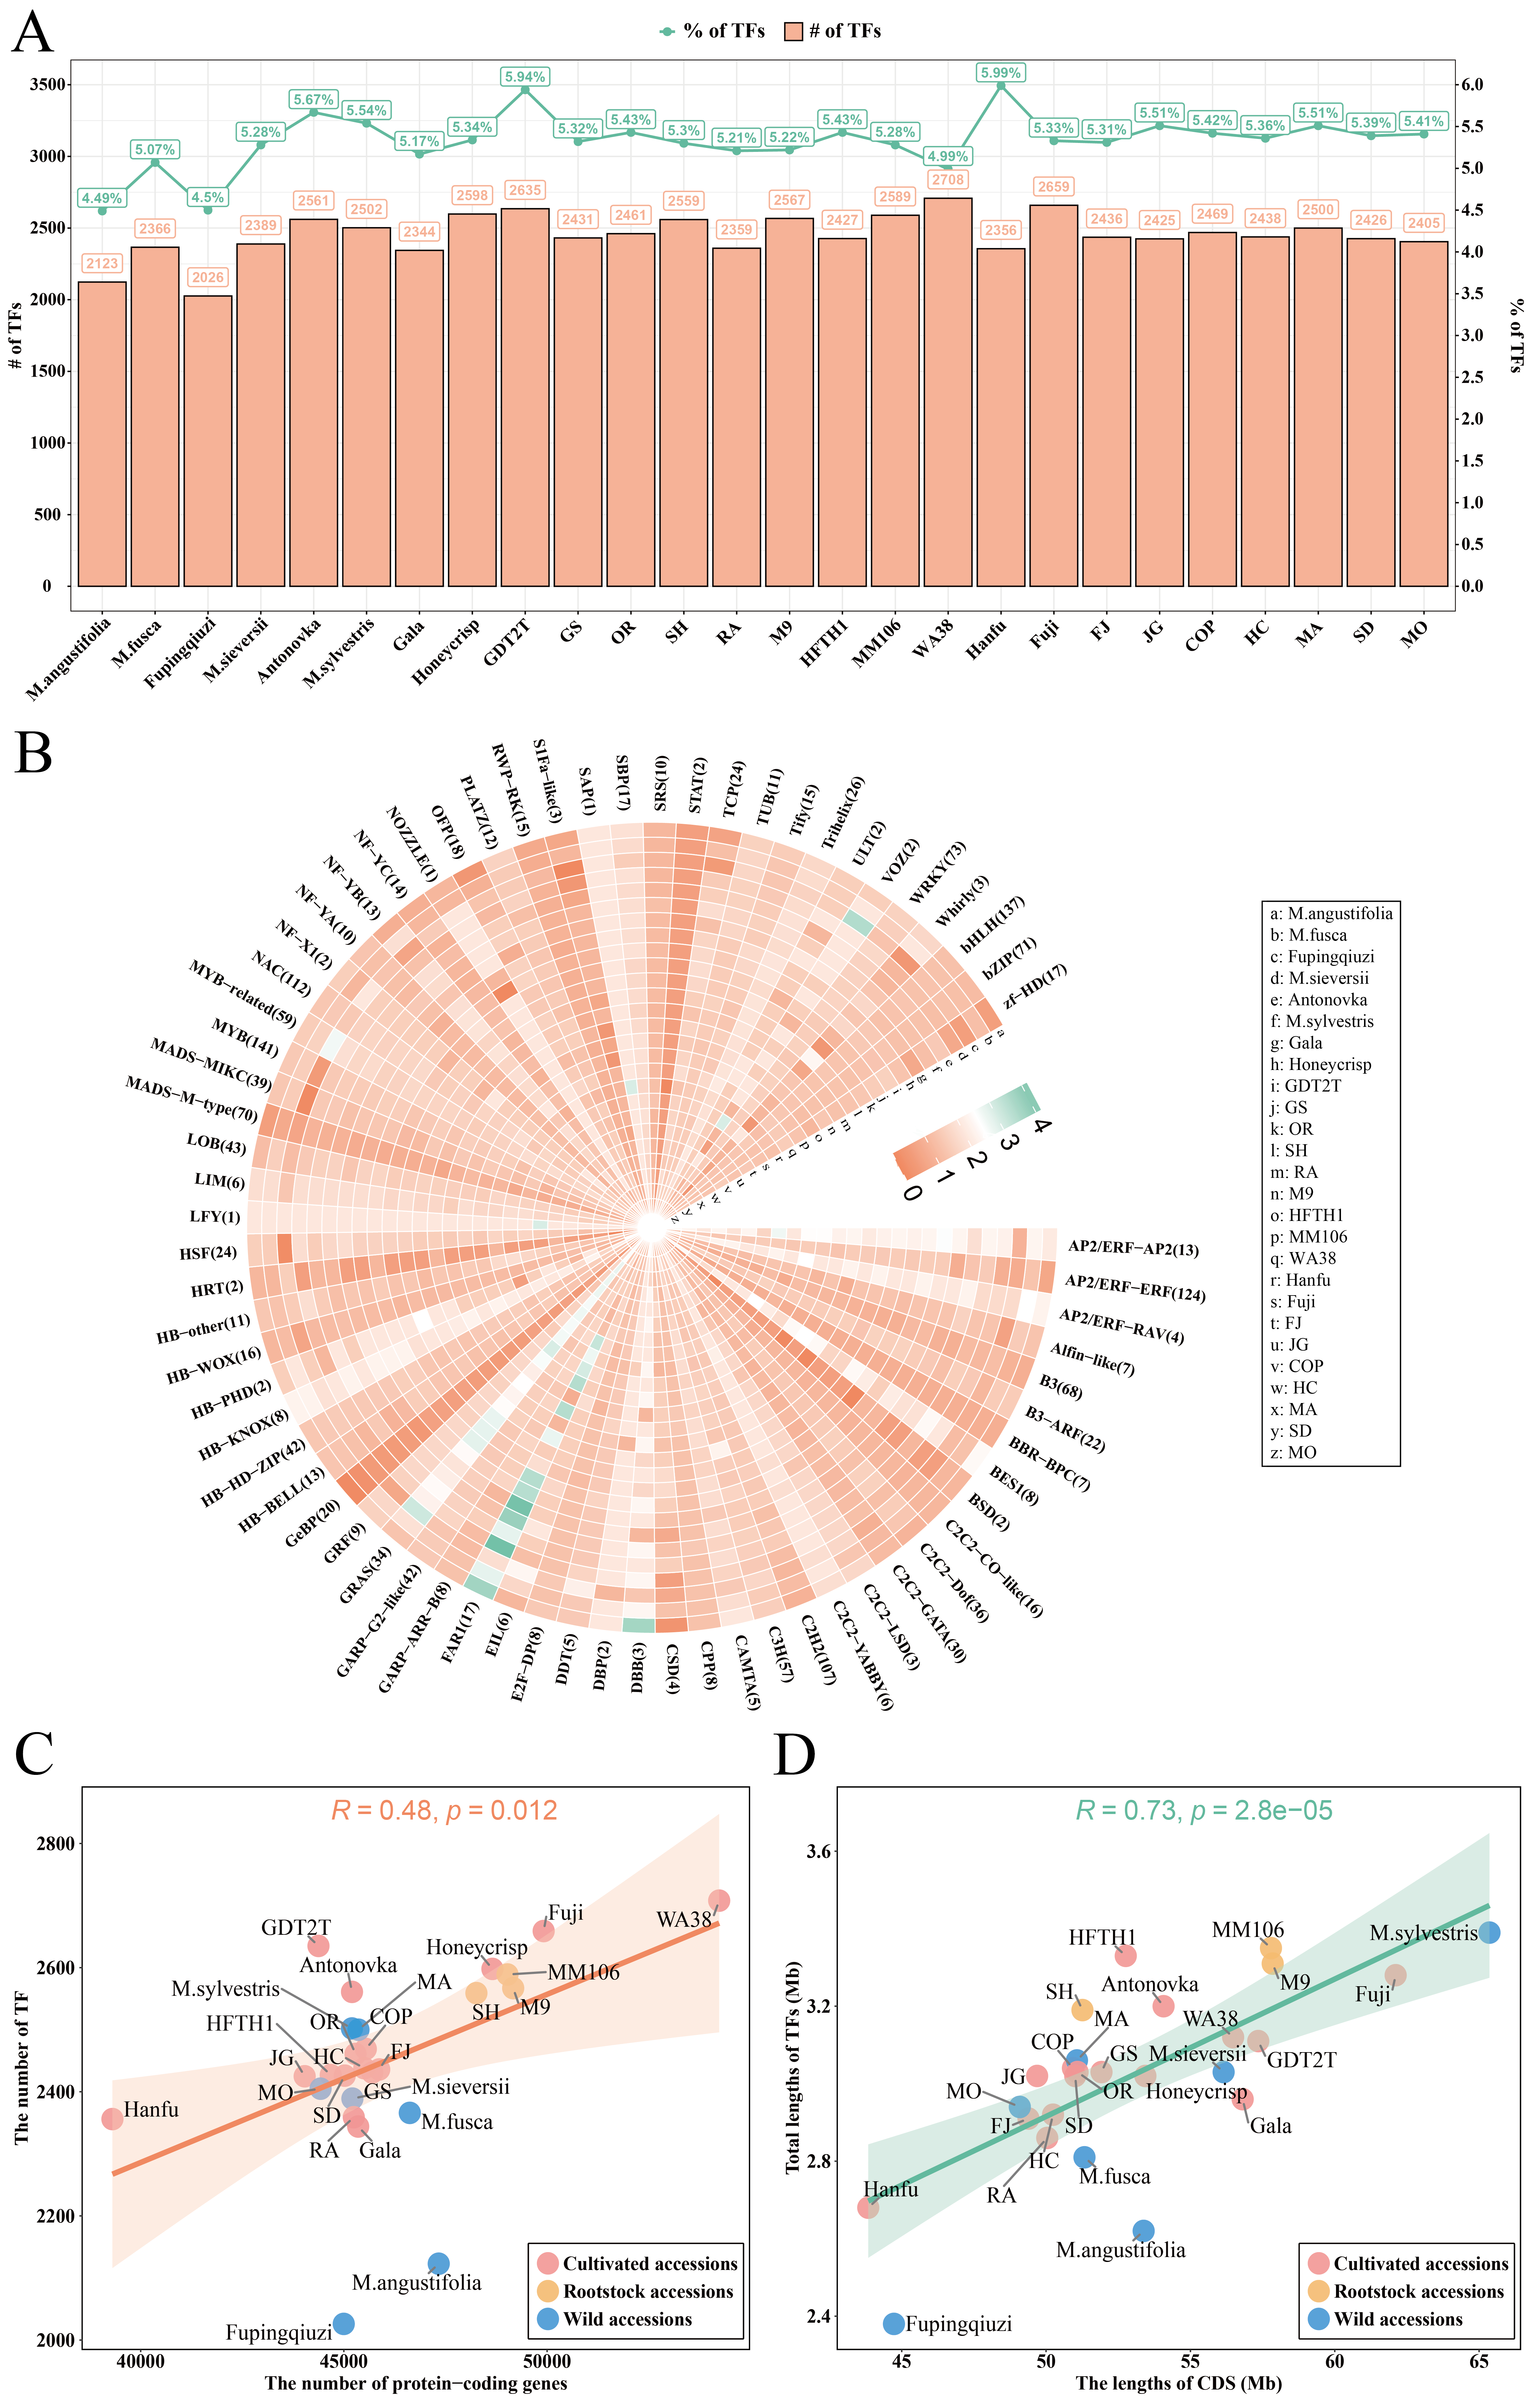 A
% of TFs
# of TFs
3500
3000
2500
2000
1500
1000
500
0
# of TFs
6.0
5.5
5.0
4.5
4.0
3.5
3.0
2.5
2.0
1.5
1.0
0.5
0.0
% of TFs
4.49%
5.07%
4.5%
5.28%
5.67%
5.54%
5.17%
5.34%
5.94%
5.32%
5.43%
5.3%
5.21%
5.22%
5.43%
5.28%
4.99%
5.99%
5.33%
5.31%
5.51%
5.42%
5.36%
5.51%
5.39%
5.41%
2123
2366
2026
2389
2561
2502
2344
2598
2635
2431
2461
2559
2359
2567
2427
2589
2708
2356
2659
2436
2425
2469
2438
2500
2426
2405
M.angustifolia
M.fusca
Fupingqiuzi
M.sieversii
Antonovka
M.sylvestris
Gala
Honeycrisp
GDT2T
GS
OR
SH
RA
M9
HFTH1
MM106
WA38
Hanfu
Fuji
FJ
JG
COP
HC
MA
SD
MO
B
AP2/ERF−AP2(13)
AP2/ERF−ERF(124)
AP2/ERF−RAV(4)
Alfin−like(7)
B3(68)
B3−ARF(22)
BBR−BPC(7)
BES1(8)
BSD(2)
C2C2−CO−like(16)
C2C2−Dof(36)
C2C2−GATA(30)
C2C2−LSD(3)
C2C2−YABBY(6)
C2H2(107)
C3H(57)
CAMTA(5)
CPP(8)
CSD(4)
DBB(3)
DBP(2)
DDT(5)
E2F−DP(8)
EIL(6)
FAR1(17)
GARP−ARR−B(8)
GARP−G2−like(42)
GRAS(34)
GRF(9)
GeBP(20)
HB−BELL(13)
HB−HD−ZIP(42)
HB−KNOX(8)
HB−PHD(2)
HB−WOX(16)
HB−other(11)
HRT(2)
HSF(24)
LFY(1)
LIM(6)
LOB(43)
MADS−M−type(70)
MADS−MIKC(39)
MYB(141)
MYB−related(59)
NAC(112)
NF−X1(2)
NF−YA(10)
NF−YB(13)
NF−YC(14)
NOZZLE(1)
OFP(18)
PLATZ(12)
RWP−RK(15)
S1Fa−like(3)
SAP(1)
SBP(17)
SRS(10)
STAT(2)
TCP(24)
TUB(11)
Tify(15)
Trihelix(26)
ULT(2)
VOZ(2)
WRKY(73)
Whirly(3)
bHLH(137)
bZIP(71)
zf−HD(17)
a
b
c
d
e
f
g
h
i
j
k
l
m
n
o
p
q
r
s
t
u
v
w
x
y
z
0
1
2
3
4
a: M.angustifolia
b: M.fusca
c: Fupingqiuzi
d: M.sieversii
e: Antonovka
f: M.sylvestris
g: Gala
h: Honeycrisp
i: GDT2T
j: GS
k: OR
l: SH
m: RA
n: M9
o: HFTH1
p: MM106
q: WA38
r: Hanfu
s: Fuji
t: FJ
u: JG
v: COP
w: HC
x: MA
y: SD
z: MO
C
R = 0.48, p = 0.012
2800
2600
2400
2200
2000
The number of TF
40000
45000
50000
The number of protein−coding genes
WA38
Fuji
GDT2T
Honeycrisp
Antonovka
MM106
MA
M.sylvestris
M9
SH
COP
OR
HFTH1
FJ
HC
JG
M.sieversii
GS
MO
Hanfu
SD
M.fusca
RA
Gala
M.angustifolia
Fupingqiuzi
Cultivated accessions
Rootstock accessions
Wild accessions
D
R = 0.73, p = 2.8e−05
3.6
3.2
2.8
2.4
Total lengths of TFs (Mb)
45
50
55
60
65
The lengths of CDS (Mb)
MM106
M.sylvestris
HFTH1
M9
Antonovka
Fuji
SH
MA
WA38
COP
GS
M.sieversii
GDT2T
JG
MO
OR
Honeycrisp
FJ
SD
Gala
HC
M.fusca
Hanfu
RA
M.angustifolia
Fupingqiuzi
Cultivated accessions
Rootstock accessions
Wild accessions